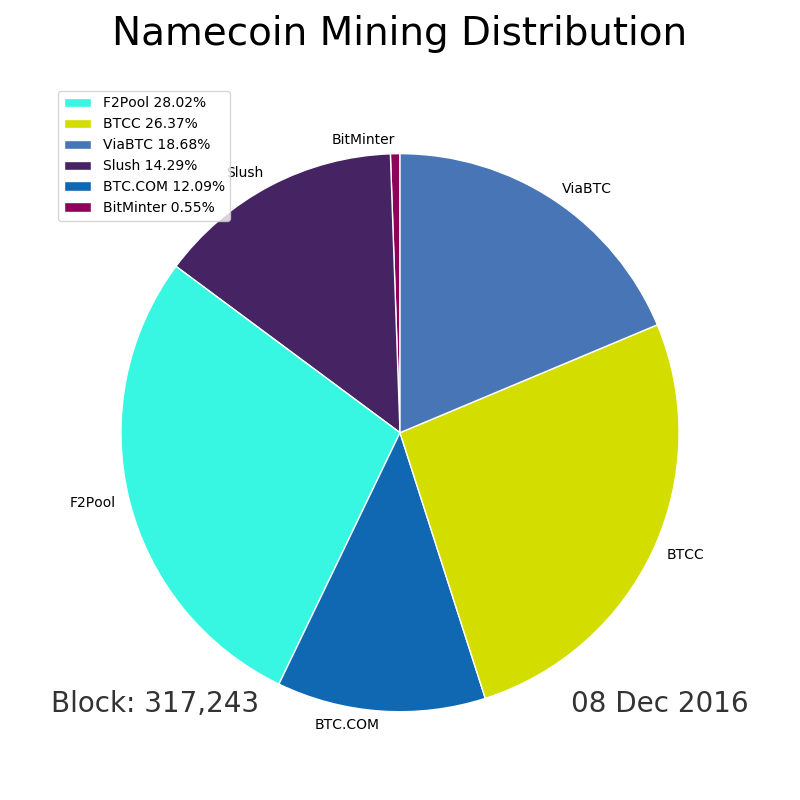 Namecoin Mining Distribution
F2Pool 28.02%
BTCC 26.37%
ViaBTC 18.68%
Slush 14.29%
BTC.COM 12.09%
BitMinter 0.55%
BitMinter
Slush
ViaBTC
F2Pool
BTCC
BTC.COM
Block: 317,243
08 Dec 2016